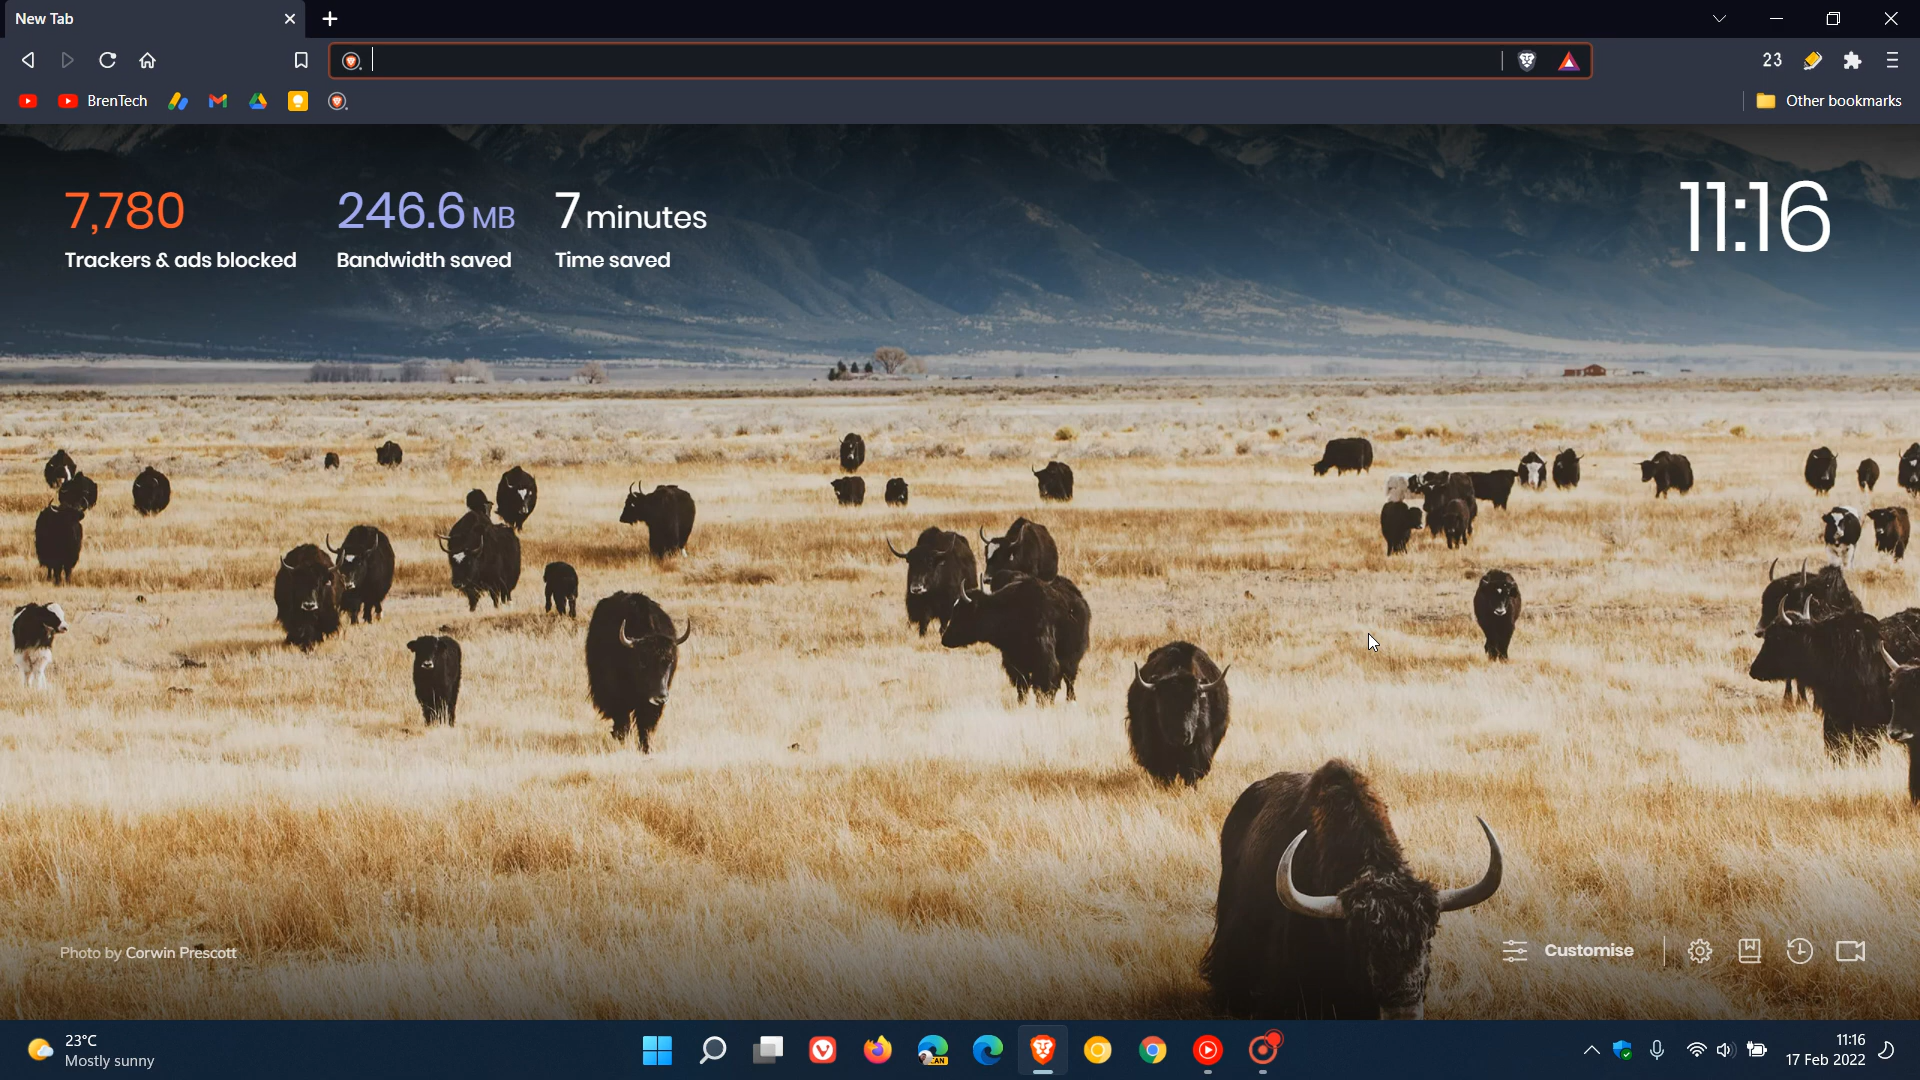 New Tab
23
BrenTech
Other bookmarks
7,780
Trackers & ads blocked
246.6 MB
Bandwidth saved
7 minutes
Time saved
11:16
Photo by Corwin Prescott
Customise
23°C
Mostly sunny
CAN
11:16
17 Feb 2022